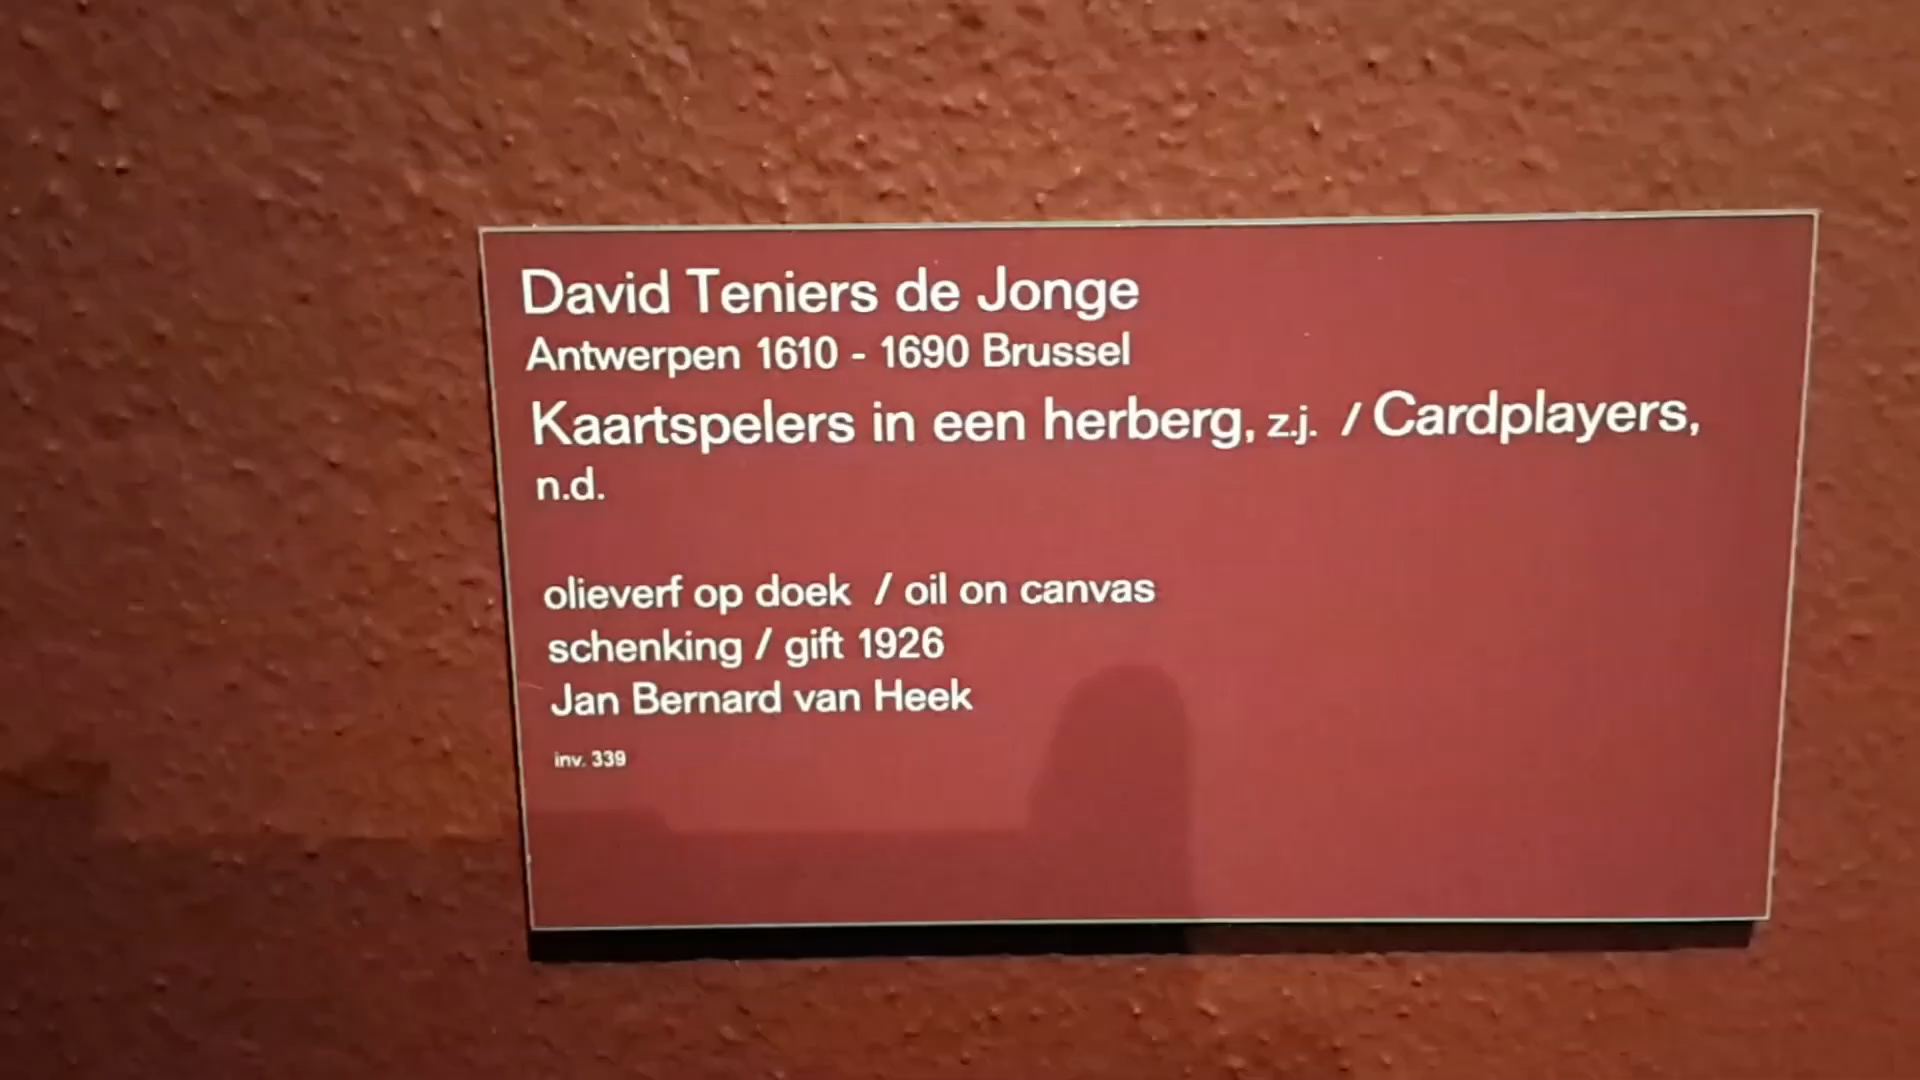 David Teniers de Jonge
Antwerpen 1610 - 1690 Brussel
Kaartspelers in een herberg, z.j. / Cardplayers,
n.d.
olieverf op doek / oil on canvas
schenking / gift 1926
Jan Bernard van Heek
inv. 339